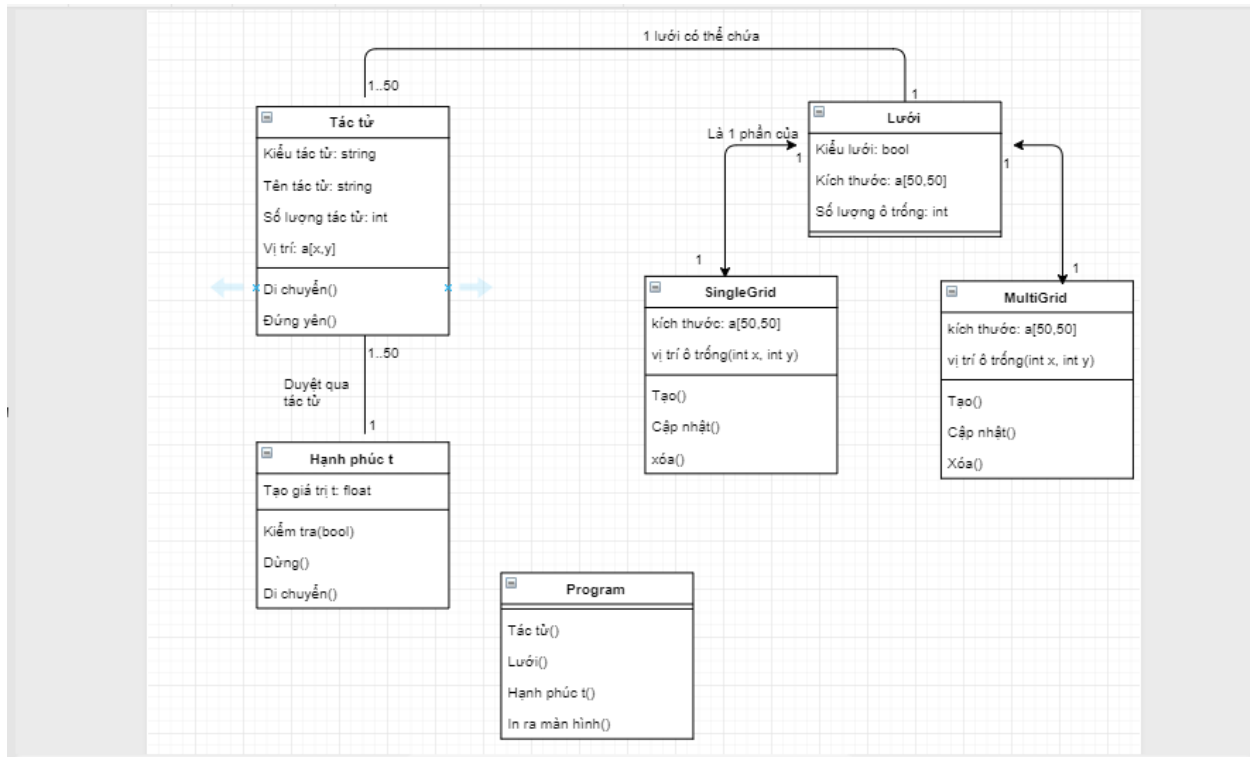 1 lưới có thể chứa
1..50
1
Tác tử
Kiểu tác tử: string
Tên tác tử: string
Số lượng tác tử: int
Vị trí: a[x,y]
Di chuyển()
Đứng yên()
Lưới
Kiểu lưới: bool
Kích thước: a[50,50]
Số lượng ô trống: int
Là 1 phần của
1
1
1
1
SingleGrid
kích thước: a[50,50]
vị trí ô trống(int x, int y)
Tạo()
Cập nhật()
xóa()
MultiGrid
kích thước: a[50,50]
vị trí ô trống(int x, int y)
Tạo()
Cập nhật()
Xóa()
1..50
Duyệt qua
tác tử
1
Hạnh phúc t
Tạo giá trị t: float
Kiểm tra(bool)
Dừng()
Di chuyển()
Program
Tác tử()
Lưới()
Hạnh phúc t()
In ra màn hình()